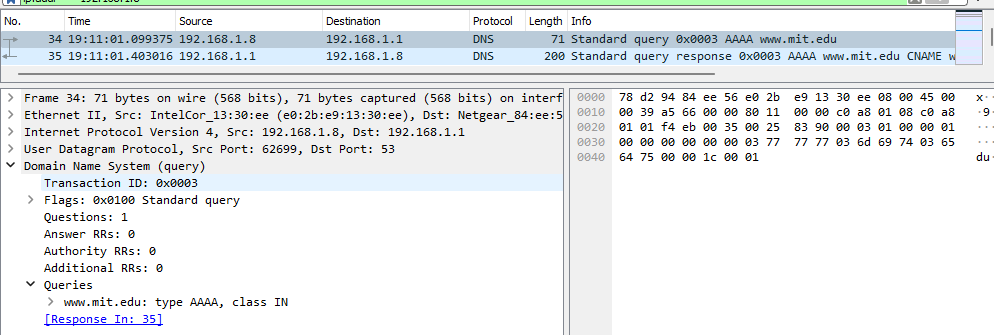 No. Time Source Destination Protocol Length Info
34 19:11:01.099375 192.168.1.8 192.168.1.1 DNS 71 Standard query 0x0003 AAAA www.mit.edu
35 19:11:01.403016 192.168.1.1 192.168.1.8 DNS 200 Standard query response 0x0003 AAAA www.mit.edu CNAME w
Frame 34: 71 bytes on wire (568 bits), 71 bytes captured (568 bits) on interf
Ethernet II, Src: IntelCor_13:30:ee (e0:2b:e9:13:30:ee), Dst: Netgear_84:ee:5
Internet Protocol Version 4, Src: 192.168.1.8, Dst: 192.168.1.1
User Datagram Protocol, Src Port: 62699, Dst Port: 53
Domain Name System (query)
Transaction ID: 0x0003
Flags: 0x0100 Standard query
Questions: 1
Answer RRs: 0
Authority RRs: 0
Additional RRs: 0
Queries
www.mit.edu: type AAAA, class IN
[Response In: 35]
0000 78 d2 94 84 ee 56 e0 2b e9 13 30 ee 08 00 45 00 x
0010 00 39 a5 66 00 00 80 11 00 00 c0 a8 01 08 c0 a8 ·9·
0020 01 01 f4 eb 00 35 00 25 83 90 00 03 01 00 00 01
0030 00 00 00 00 00 00 03 77 77 77 03 6d 69 74 03 65
0040 64 75 00 00 1c 00 01 du·